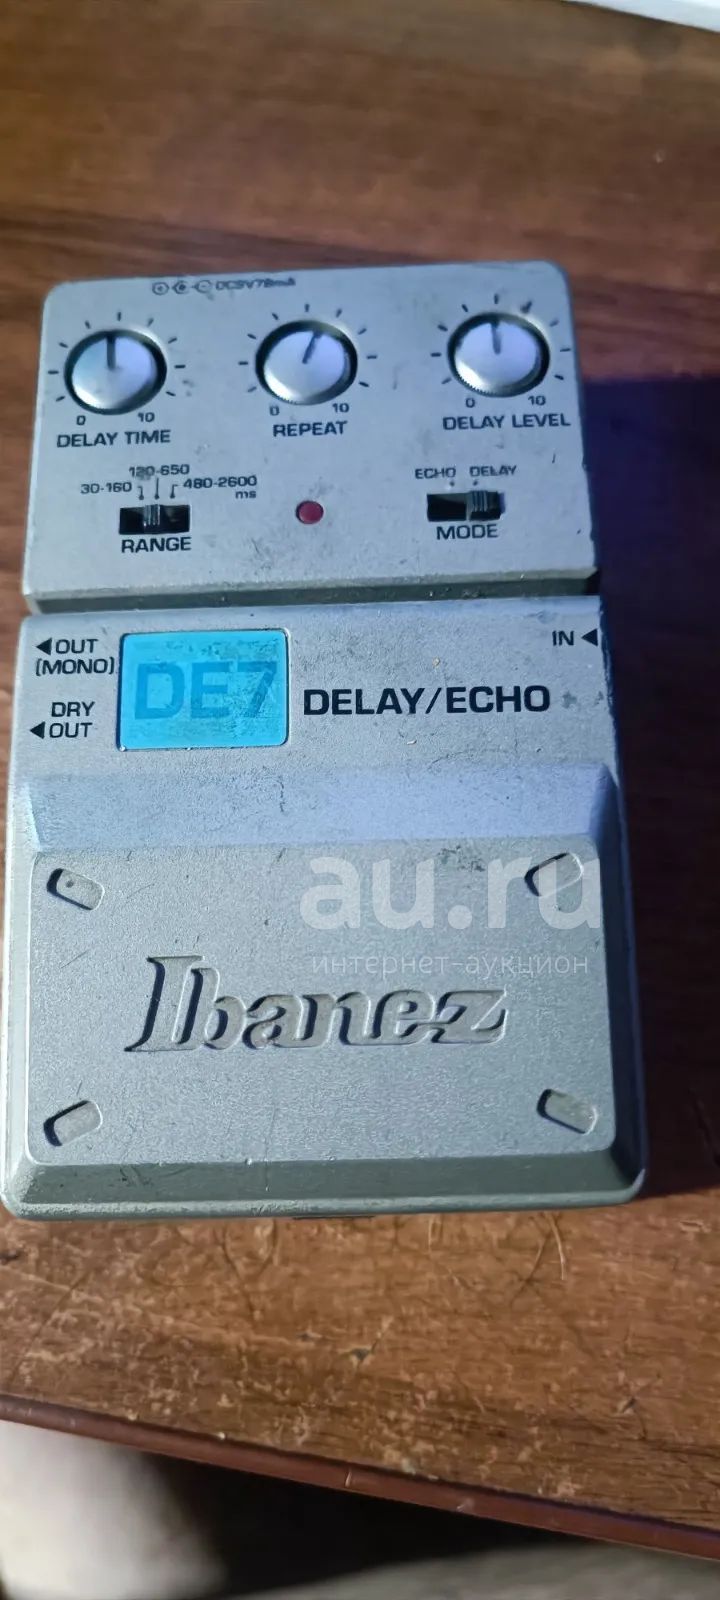 DC9V78mA
0 10
DELAY TIME
0 10
REPEAT
0 10
DELAY LEVEL
120-650
30-160
480-2600
ms
RANGE
ECHO DELAY
MODE
OUT
(MONO)
DRY
OUT
DE7
DELAY/ECHO
IN
au.ru
интернет-аукцион
Ibanez